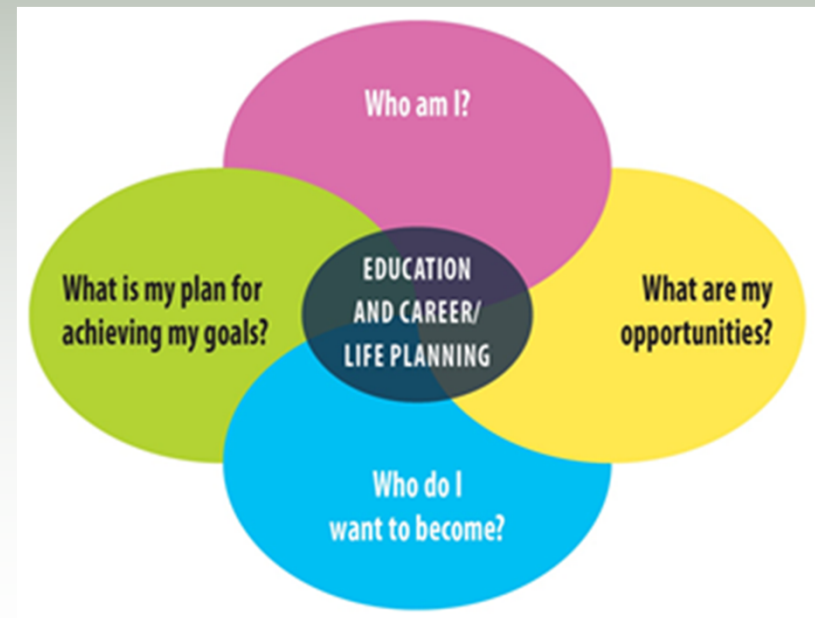 Who am I?
What is my plan for
achieving my goals?
EDUCATION
AND CAREER/
LIFE PLANNING
What are my
opportunities?
Who do I
want to become?